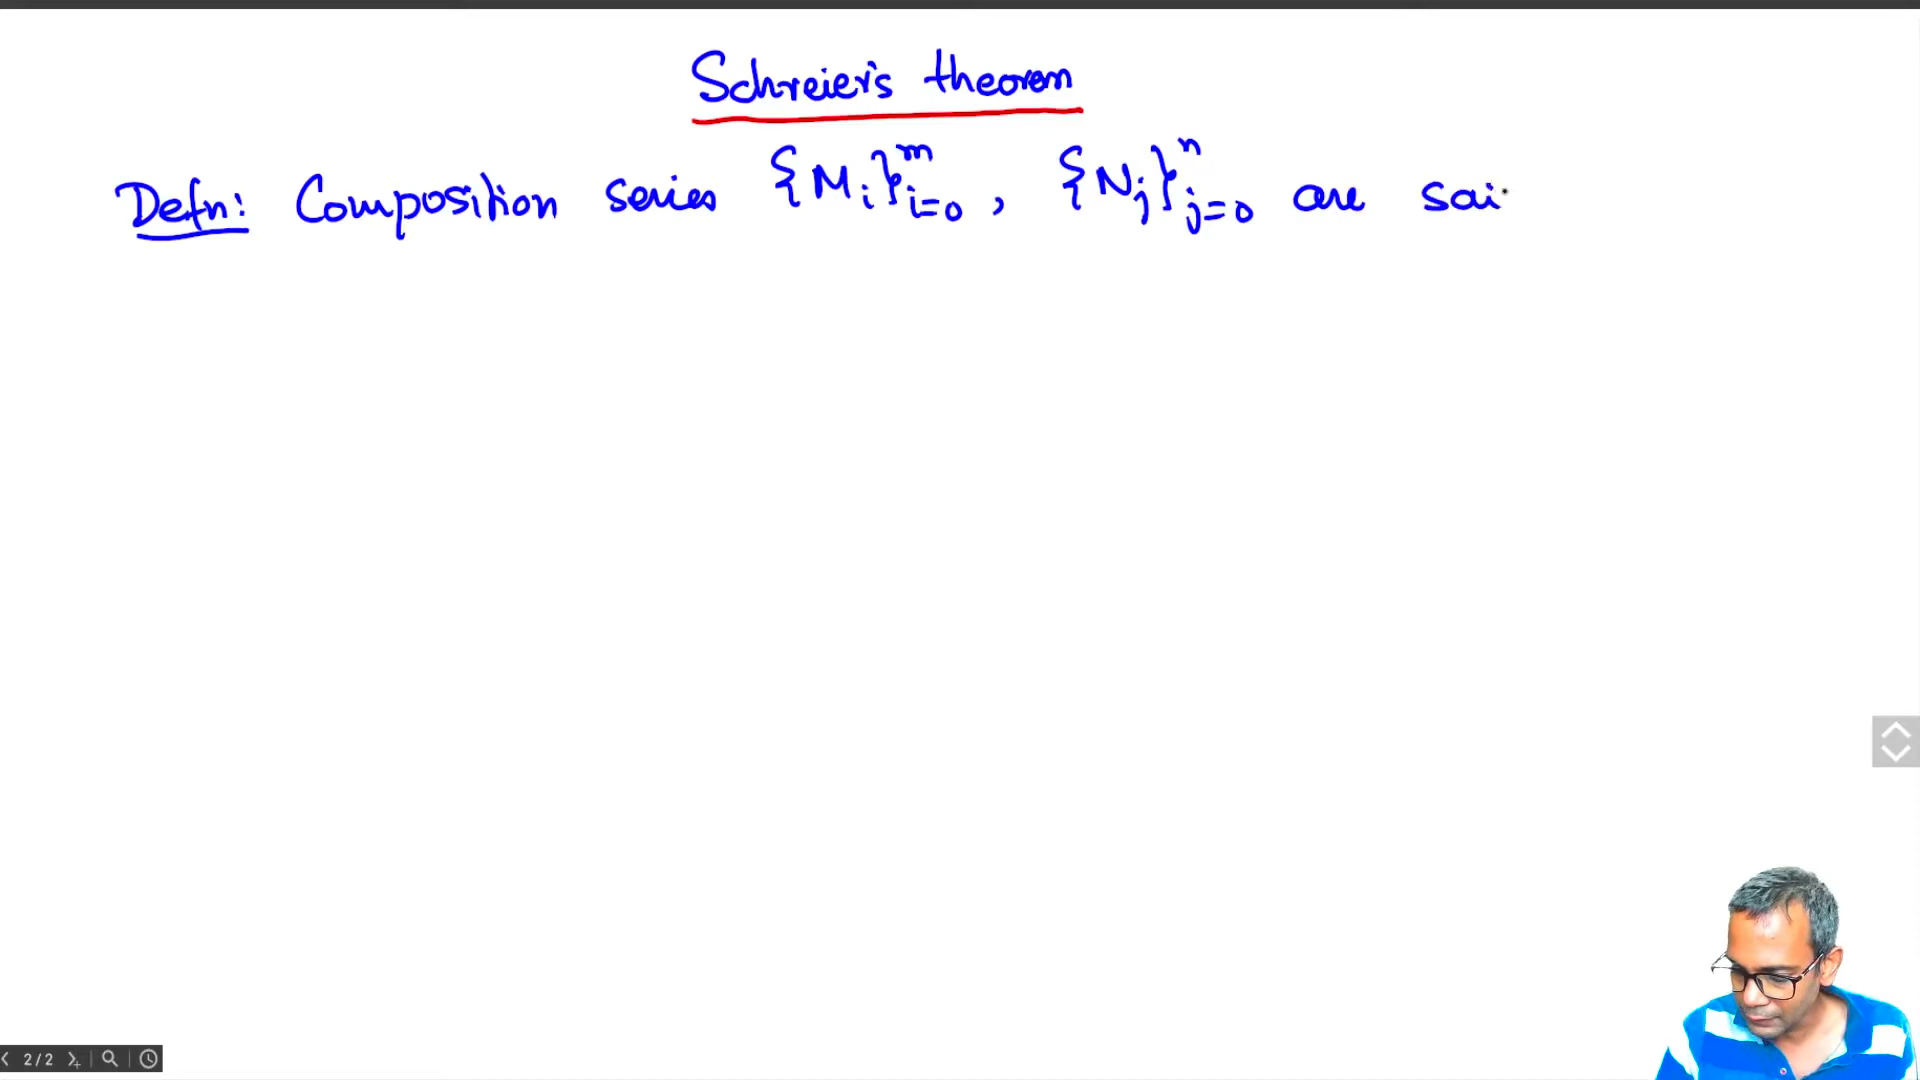 Schreier's theorem
Defn: Composition series {M_i}_{i=0}^m, {N_j}_{j=0}^n are sai
2/2